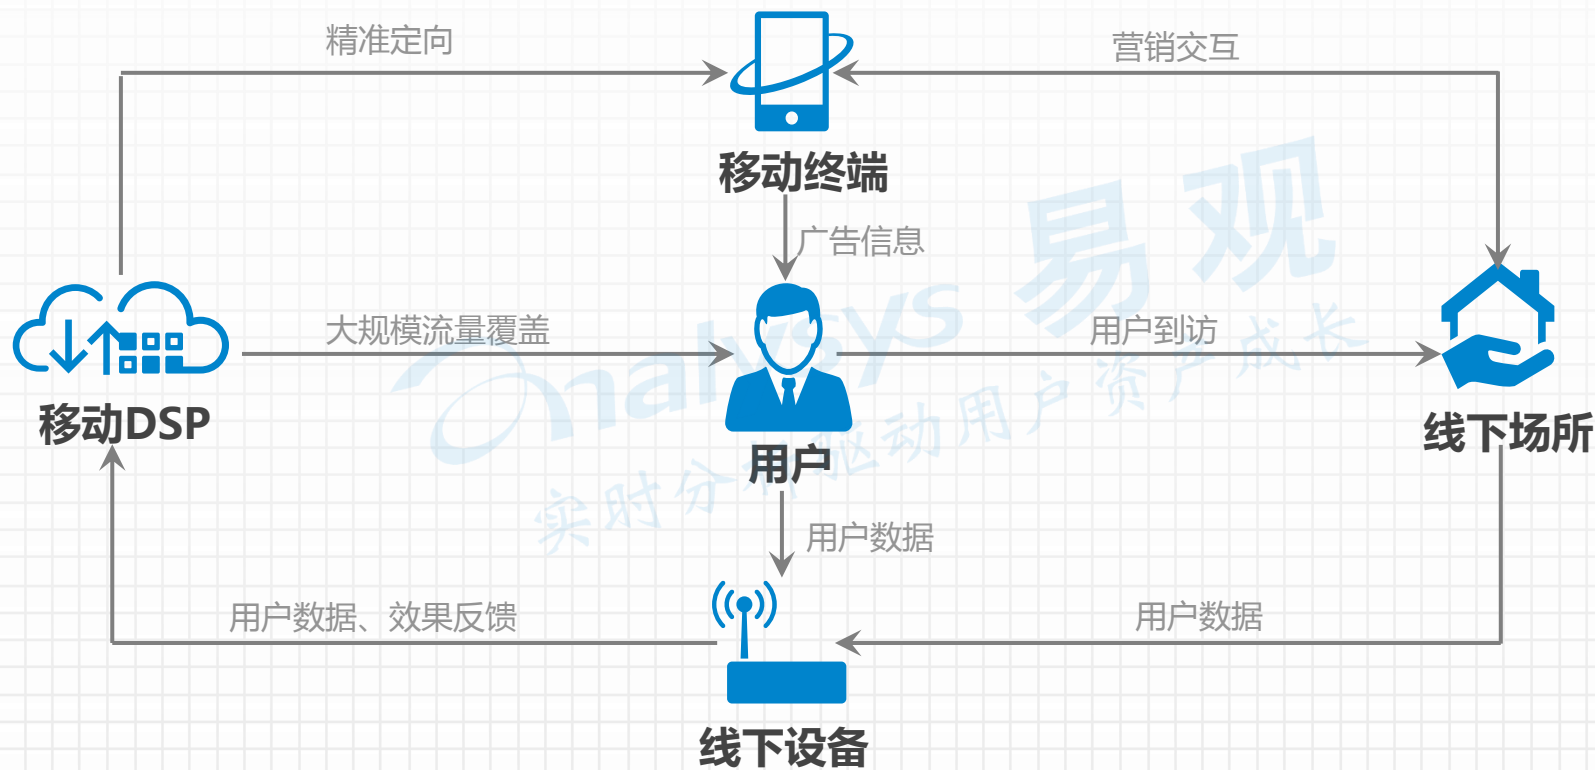 精准定向
营销交互
移动终端
广告信息
大规模流量覆盖
用户到访
移动DSP
用户
线下场所
用户数据
用户数据、效果反馈
用户数据
线下设备
analysys 易观
实时分析驱动用户资产成长